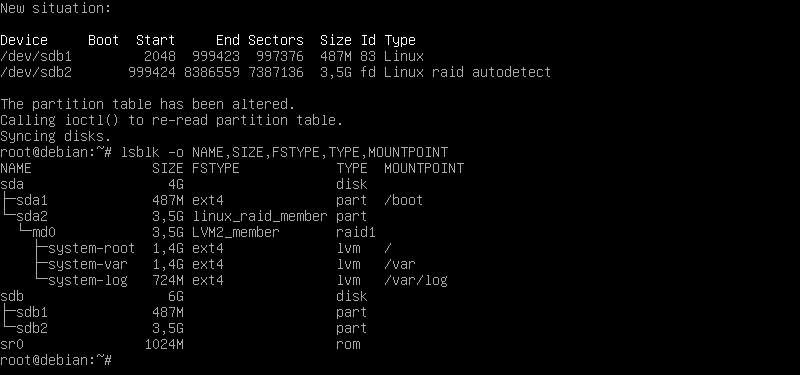 New situation:
Device     Boot  Start     End Sectors  Size Id Type
/dev/sdb1         2048  999423  997376  487M 83 Linux
/dev/sdb2       999424 8386559 7387136  3,5G fd Linux raid autodetect
The partition table has been altered.
Calling ioctl() to re-read partition table.
Syncing disks.
root@debian:~# lsblk -o NAME,SIZE,FSTYPE,TYPE,MOUNTPOINT
NAME               SIZE FSTYPE            TYPE  MOUNTPOINT
sda                  4G                   disk
├─sda1             487M ext4              part  /boot
└─sda2             3,5G linux_raid_member part
  └─md0            3,5G LVM2_member       raid1
    ├─system-root  1,4G ext4              lvm   /
    ├─system-var   1,4G ext4              lvm   /var
    └─system-log   724M ext4              lvm   /var/log
sdb                  6G                   disk
├─sdb1             487M                   part
└─sdb2             3,5G                   part
sr0               1024M                   rom
root@debian:~#